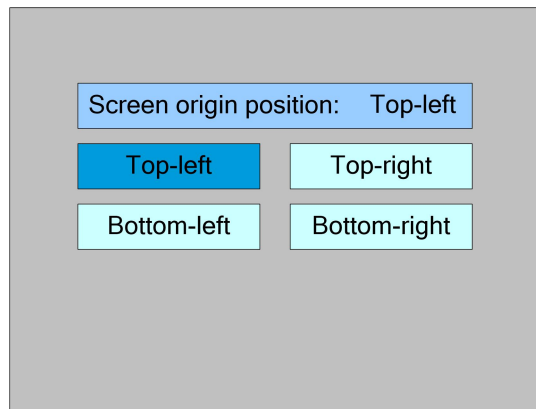 Screen origin position: Top-left
Top-left Top-right
Bottom-left Bottom-right